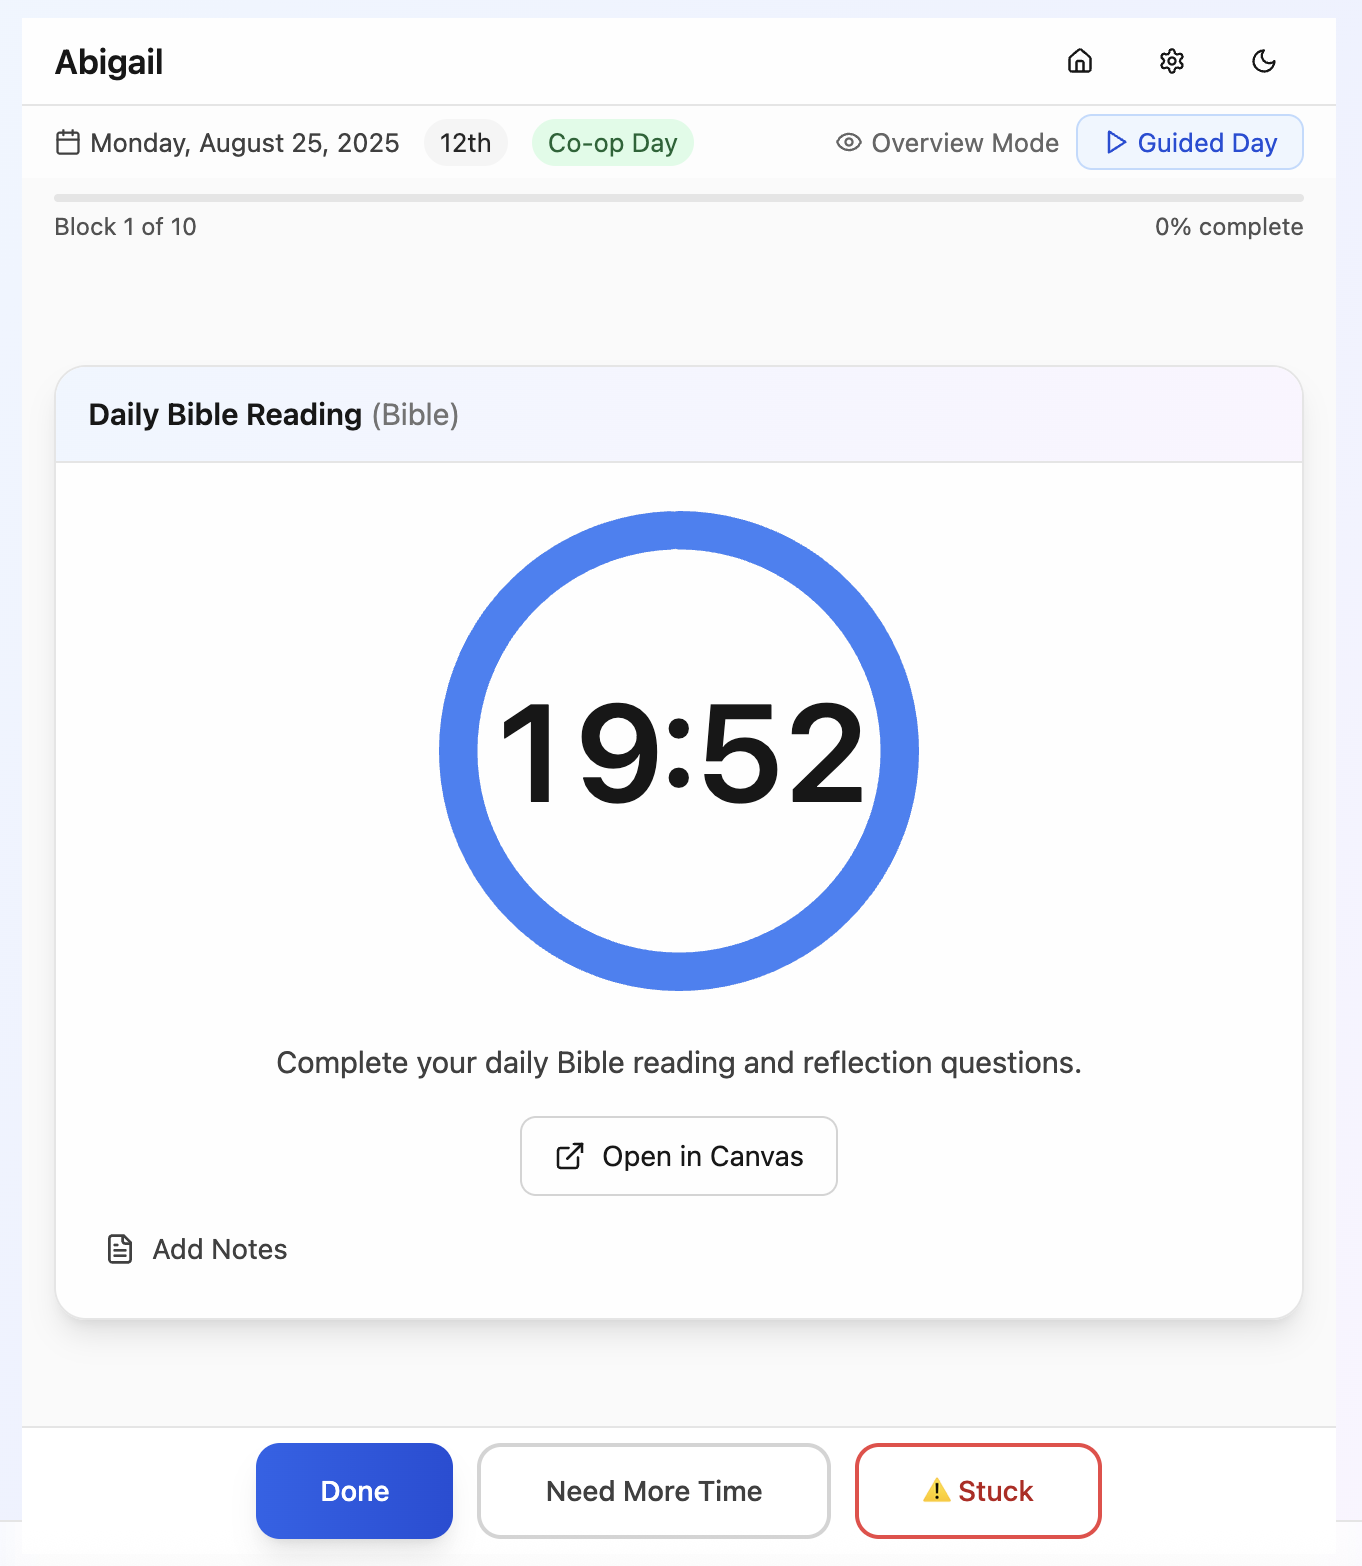 Abigail
Monday, August 25, 2025 12th Co-op Day Overview Mode Guided Day
Block 1 of 10 0% complete
Daily Bible Reading (Bible)
19:52
Complete your daily Bible reading and reflection questions.
Open in Canvas
Add Notes
Done Need More Time Stuck